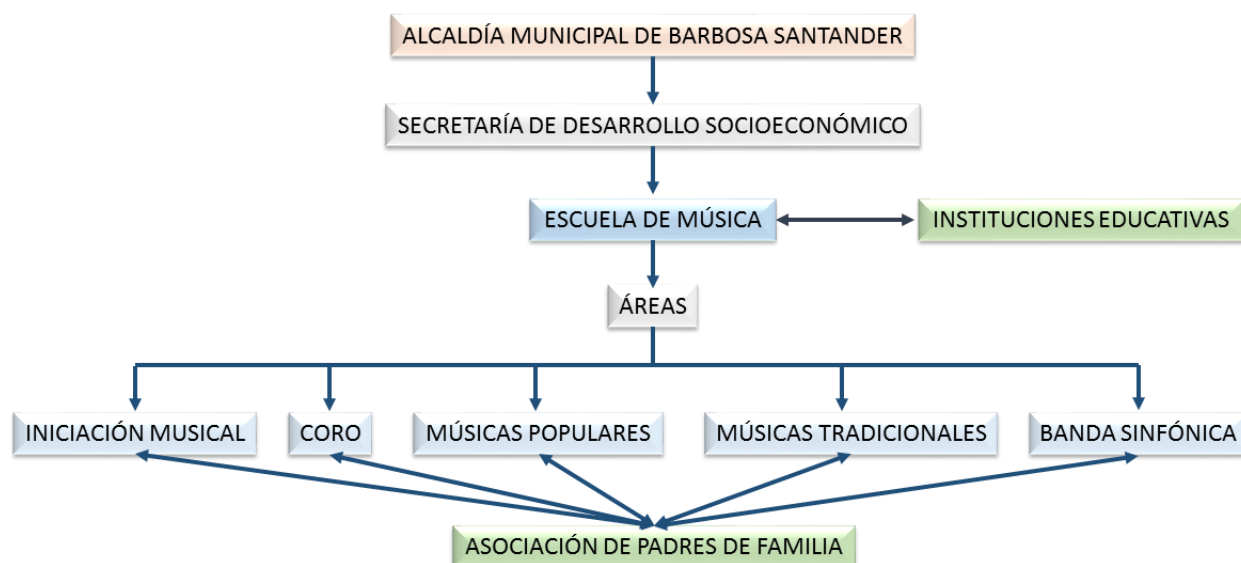 ALCALDÍA MUNICIPAL DE BARBOSA SANTANDER
SECRETARÍA DE DESARROLLO SOCIOECONÓMICO
ESCUELA DE MÚSICA
INSTITUCIONES EDUCATIVAS
ÁREAS
INICIACIÓN MUSICAL
CORO
MÚSICAS POPULARES
MÚSICAS TRADICIONALES
BANDA SINFÓNICA
ASOCIACIÓN DE PADRES DE FAMILIA